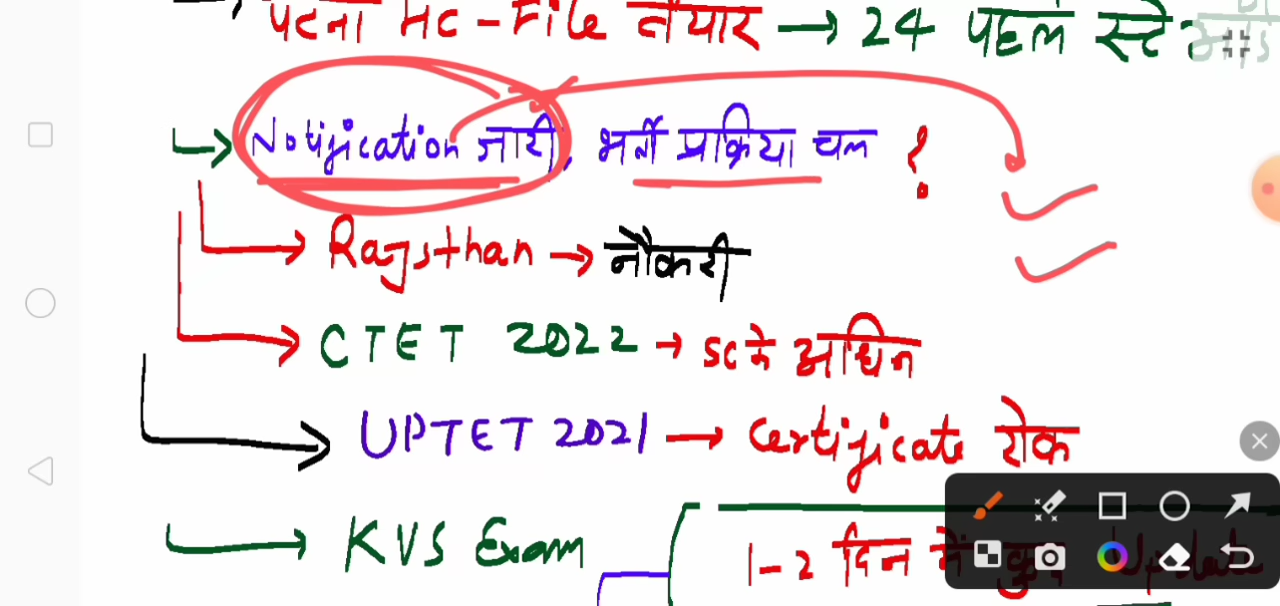 पटना HC - File तैयार → 24 पहले स्टे
↳ Notification जारी, भर्ती प्रक्रिया चल ?
→ Rajsthan → नौकरी
→ CTET 2022 → SC के अधिन
→ UPTET 2021 → Certificate रोक
→ KVS Exam
1-2 दिन में कुछ Update